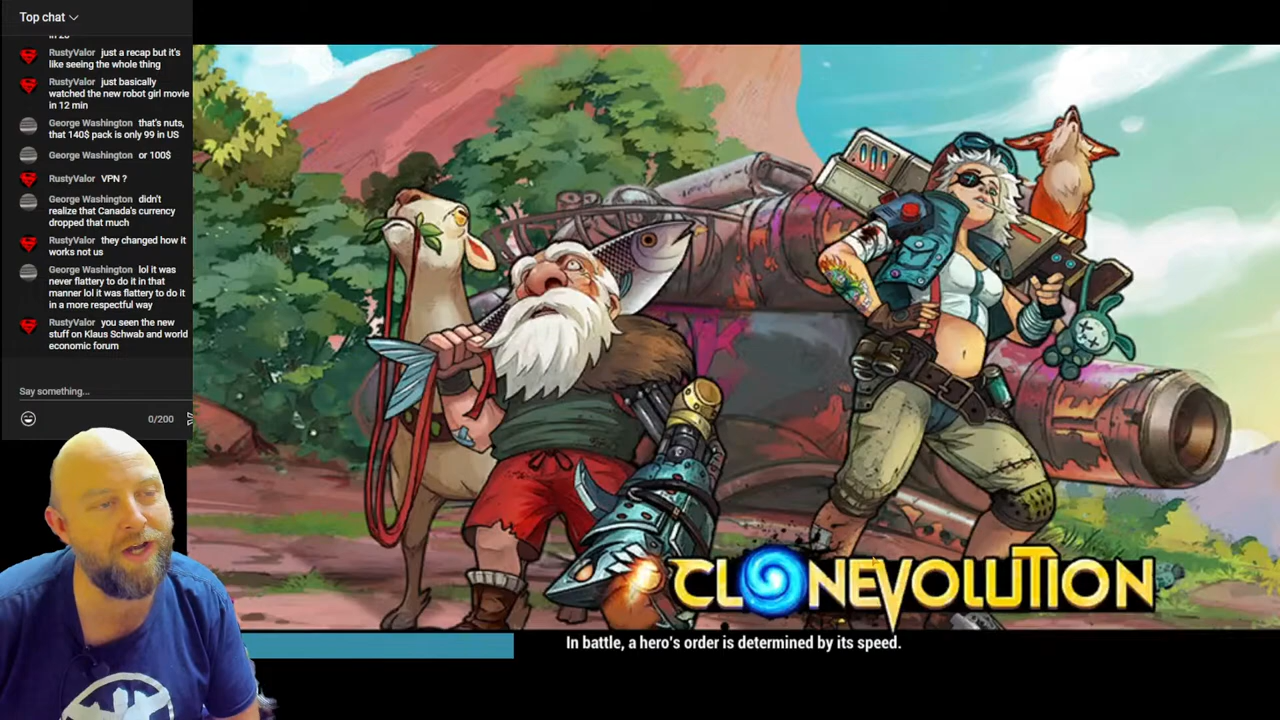 Top chat
RustyValor just a recap but it's
like seeing the whole thing
RustyValor just basically
watched the new robot girl movie
in 12 min
George Washington that's nuts,
that 140$ pack is only 99 in US
George Washington or 100$
RustyValor VPN ?
George Washington didn't
realize that Canada's currency
dropped that much
RustyValor they changed how it
works not us
George Washington lol it was
never flattery to do it in that
manner lol it was flattery to do it
in a more respectful way
RustyValor you seen the new
stuff on Klaus Schwab and world
economic forum
Say something...
0/200
CLONEVOLUTION
In battle, a hero's order is determined by its speed.